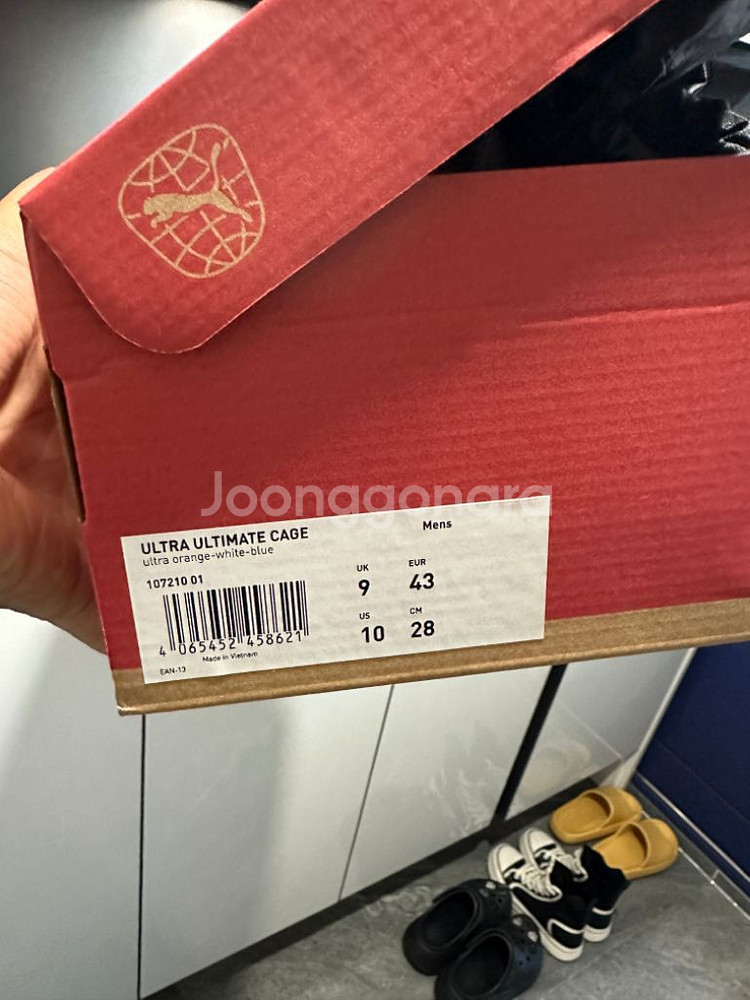 Joonggonara
ULTRA ULTIMATE CAGE
Mens
ultra orange-white-blue
107210 01
UK
9
EUR
43
US
10
CM
28
4 065452 458621
Made in Vietnam
EAN-13